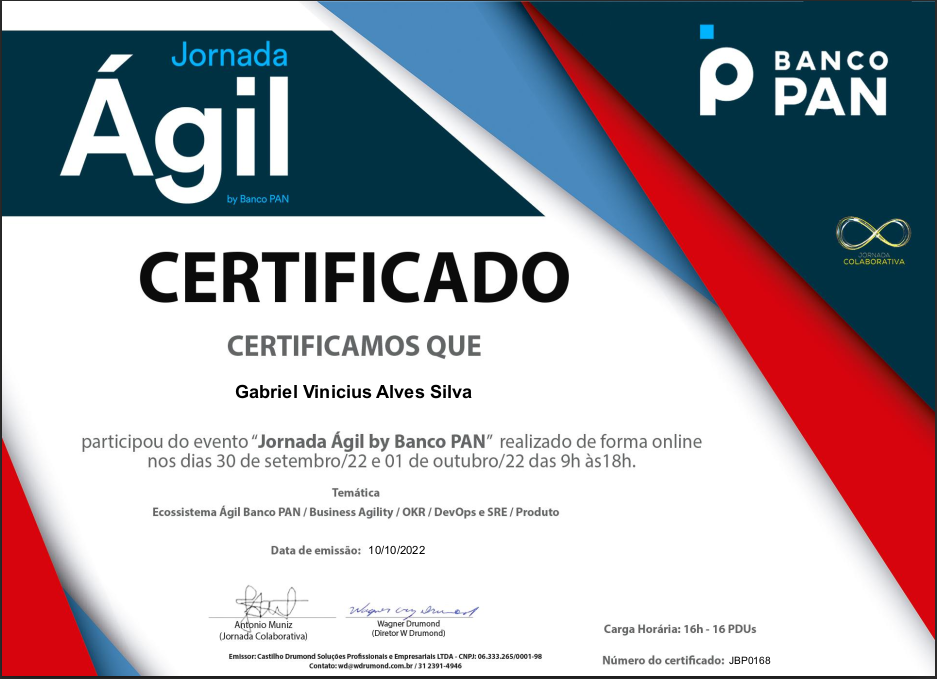 Jornada
Ágil
by Banco PAN
BANCO
PAN
JORNADA
COLABORATIVA
CERTIFICADO
CERTIFICAMOS QUE
Gabriel Vinicius Alves Silva
participou do evento “Jornada Ágil by Banco PAN” realizado de forma online
nos dias 30 de setembro/22 e 01 de outubro/22 das 9h às18h.
Temática
Ecossistema Ágil Banco PAN / Business Agility / OKR / DevOps e SRE / Produto
Data de emissão: 10/10/2022
Antonio Muniz
(Jornada Colaborativa)
Wagner Drumond
Wagner Drumond
(Diretor W Drumond)
Emissor: Castilho Drumond Soluções Profissionais e Empresariais LTDA - CNPJ: 06.333.265/0001-98
Contato: wd@wdrumond.com.br / 31 2391-4946
Carga Horária: 16h - 16 PDUs
Número do certificado: JBP0168